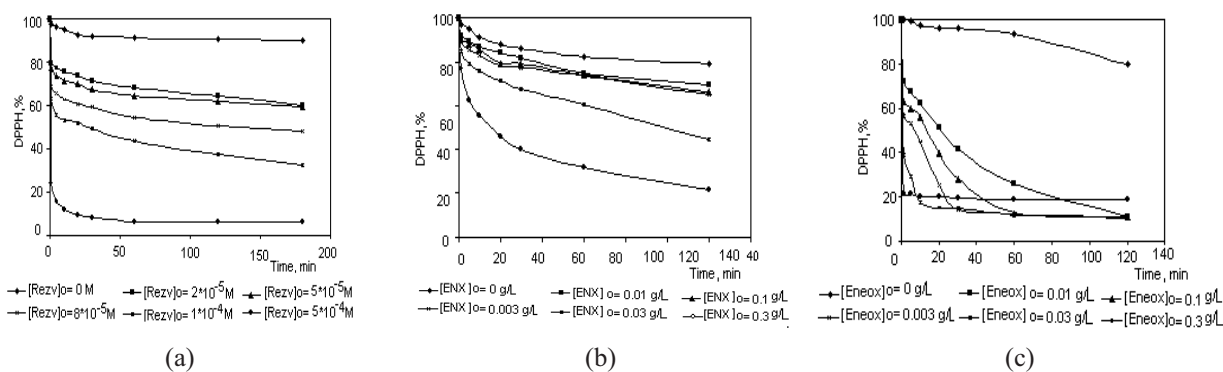 DPPH,%
100
80
60
40
20
0
0 50 100 150 200
Time, min
[Rezv]o= 0 M [Rezv]o= 2*10⁻⁵M [Rezv]o= 5*10⁻⁵M
[Rezv]o= 8*10⁻⁵M [Rezv]o= 1*10⁻⁴M [Rezv]o= 5*10⁻⁴M
(a)
DPPH,%
100
80
60
40
20
0
0 20 40 60 80 100 120 140
Time, min
[ENX]o= 0 g/L [ENX]o= 0.01 g/L [ENX]o= 0.1 g/L
[ENX]o= 0.003 g/L [ENX]o= 0.03 g/L [ENX]o= 0.3 g/L
(b)
DPPH,%
100
80
60
40
20
0
0 20 40 60 80 100 120 140
Time, min
[Eneox]o= 0 g/L [Eneox]o= 0.01 g/L [Eneox]o= 0.1 g/L
[Eneox]o= 0.003 g/L [Eneox]o= 0.03 g/L [Eneox]o= 0.3 g/L
(c)